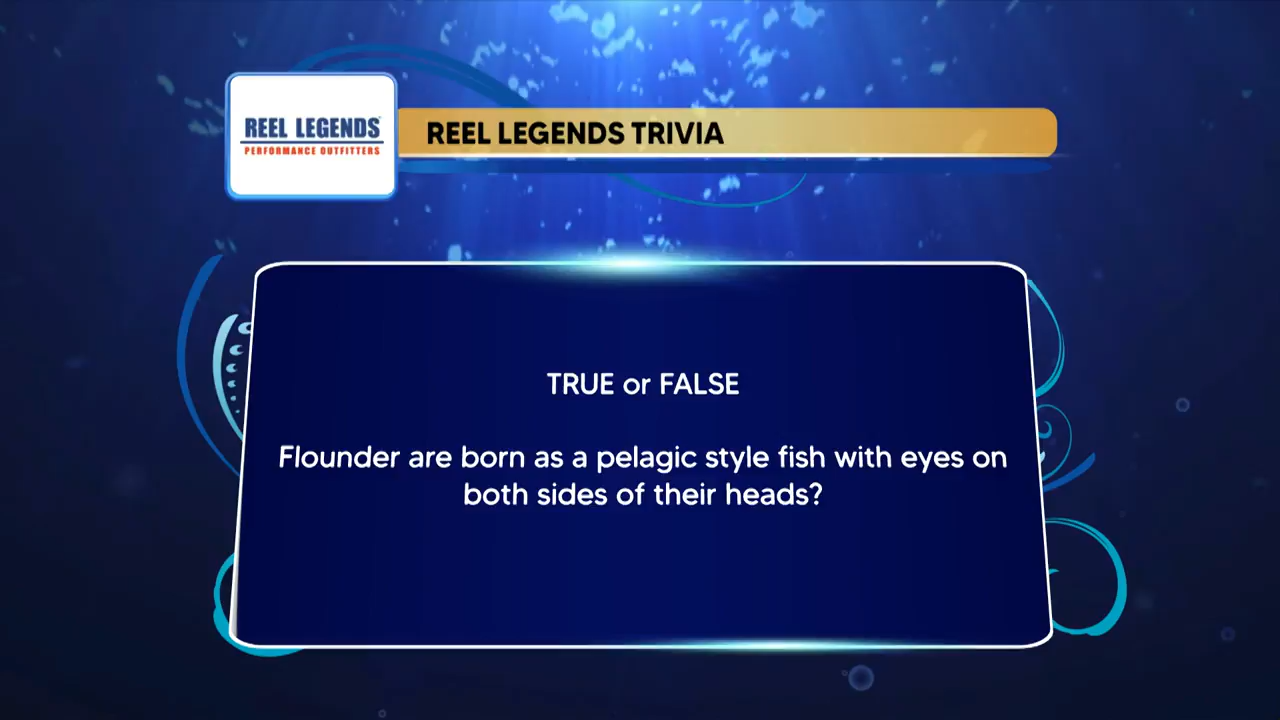 REEL LEGENDS
PERFORMANCE OUTFITTERS
REEL LEGENDS TRIVIA
TRUE or FALSE
Flounder are born as a pelagic style fish with eyes on
both sides of their heads?